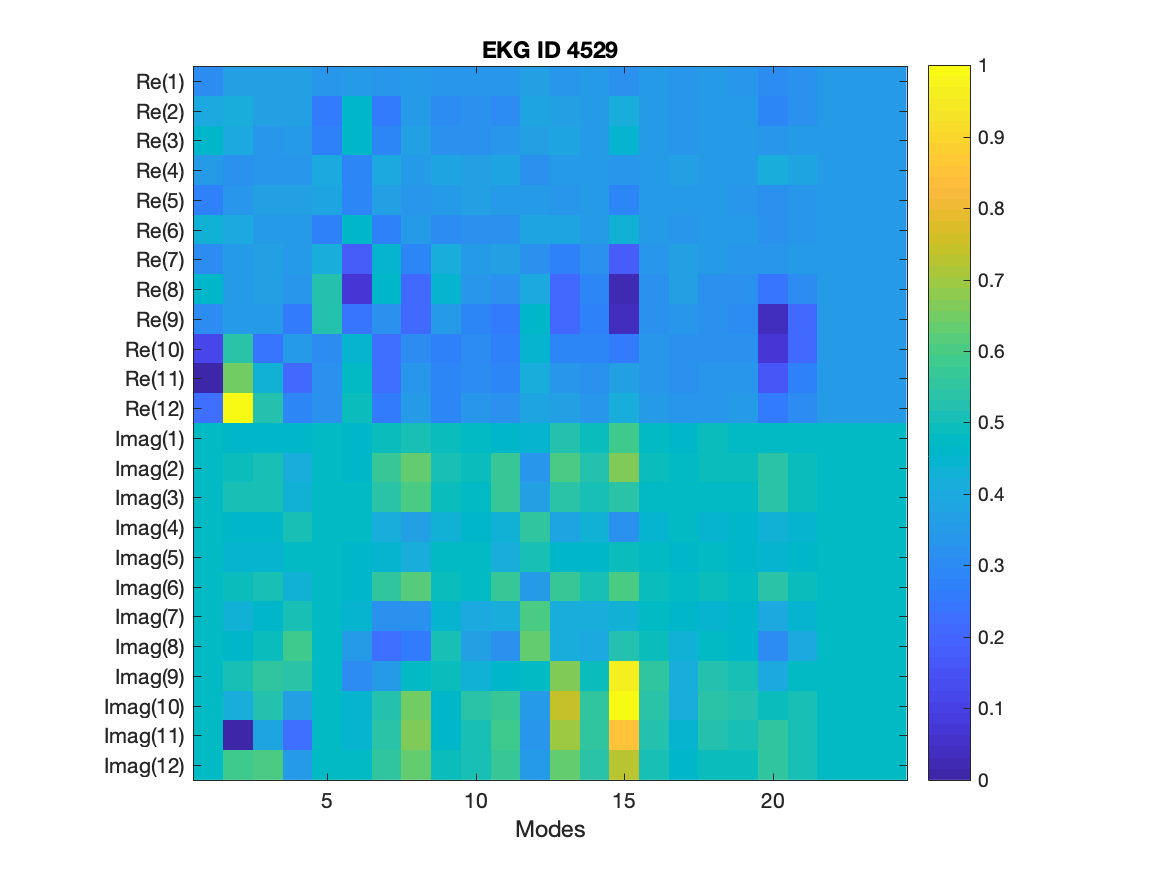 EKG ID 4529
Re(1)
Re(2)
Re(3)
Re(4)
Re(5)
Re(6)
Re(7)
Re(8)
Re(9)
Re(10)
Re(11)
Re(12)
Imag(1)
Imag(2)
Imag(3)
Imag(4)
Imag(5)
Imag(6)
Imag(7)
Imag(8)
Imag(9)
Imag(10)
Imag(11)
Imag(12)
5 10 15 20
Modes
1
0.9
0.8
0.7
0.6
0.5
0.4
0.3
0.2
0.1
0